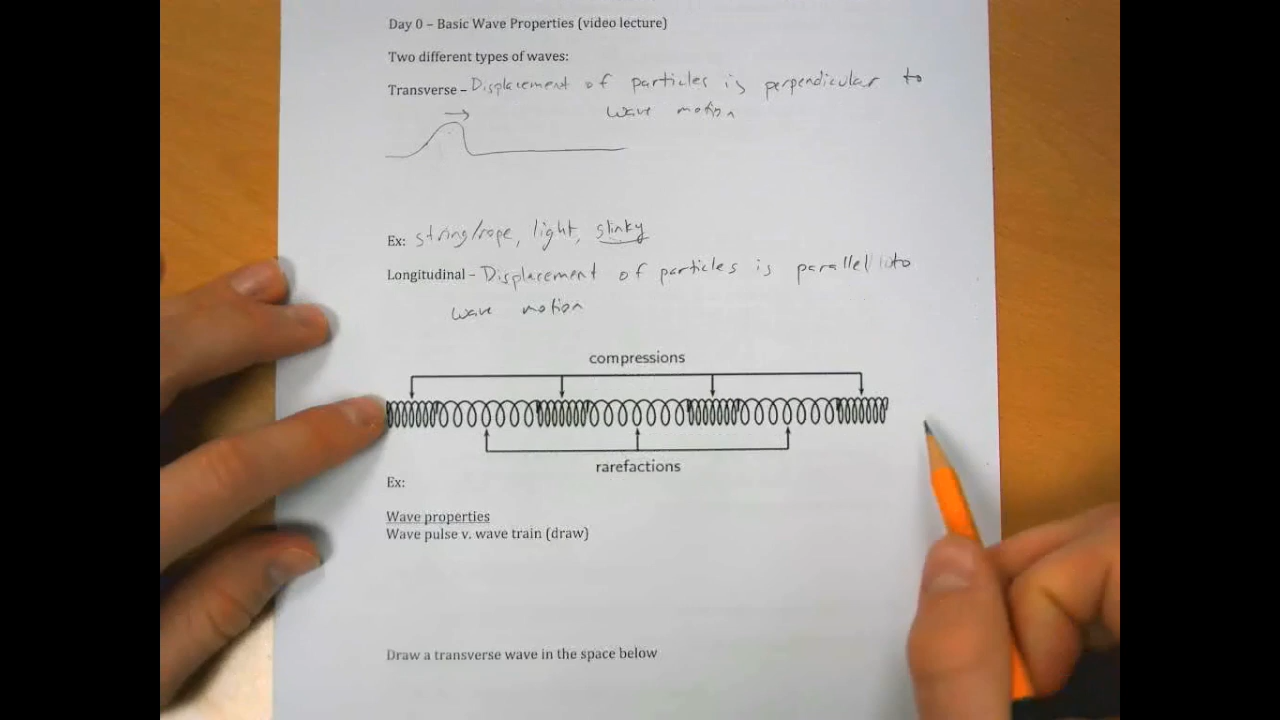 Day 0 – Basic Wave Properties (video lecture)
Two different types of waves:
Transverse – Displacement of particles is perpendicular to
wave motion
Ex: string/rope, light, slinky
Longitudinal – Displacement of particles is parallel to
wave motion
compressions
rarefactions
Ex:
Wave properties
Wave pulse v. wave train (draw)
Draw a transverse wave in the space below